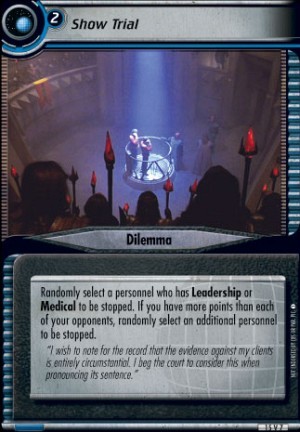 2
Show Trial
Dilemma
Randomly select a personnel who has Leadership or
Medical to be stopped. If you have more points than each
of your opponents, randomly select an additional personnel
to be stopped.
"I wish to note for the record that the evidence against my clients
is entirely circumstantial. I beg the court to consider this when
pronouncing its sentence."
15 V 7